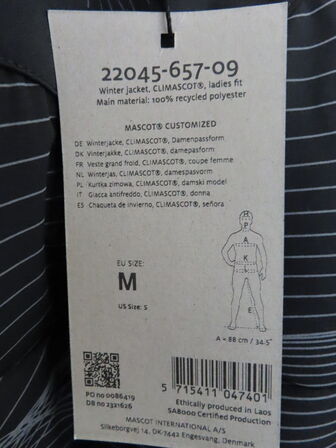 22045-657-09
Winter jacket, CLIMASCOT®, ladies fit
Main material: 100% recycled polyester
MASCOT® CUSTOMIZED
DE Winterjacke, CLIMASCOT®, Damenpassform
DK Vinterjakke, CLIMASCOT®, damepasform
FR Veste grand froid, CLIMASCOT®, coupe femme
NL Winterjas, CLIMASCOT®, damespasvorm
PL Kurtka zimowa, CLIMASCOT®, damski model
IT Giacca antifreddo, CLIMASCOT®, donna
ES Chaqueta de invierno, CLIMASCOT®, señora
EU SIZE:
M
US Size: S
H
P
A
K
L
E
A = 88 cm / 34.5"
5 715411 047401
PO no 0086419
DB no 2321626
Ethically produced in Laos
SA8000 Certified Production
MASCOT INTERNATIONAL A/S
Silkeborgvej 14, DK-7442 Engesvang, Denmark